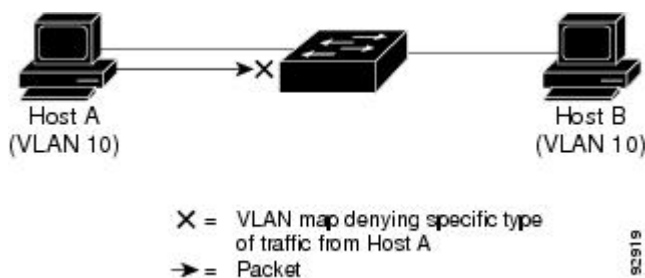 Host A
(VLAN 10)
Host B
(VLAN 10)
X = VLAN map denying specific type
of traffic from Host A
→ = Packet
92919